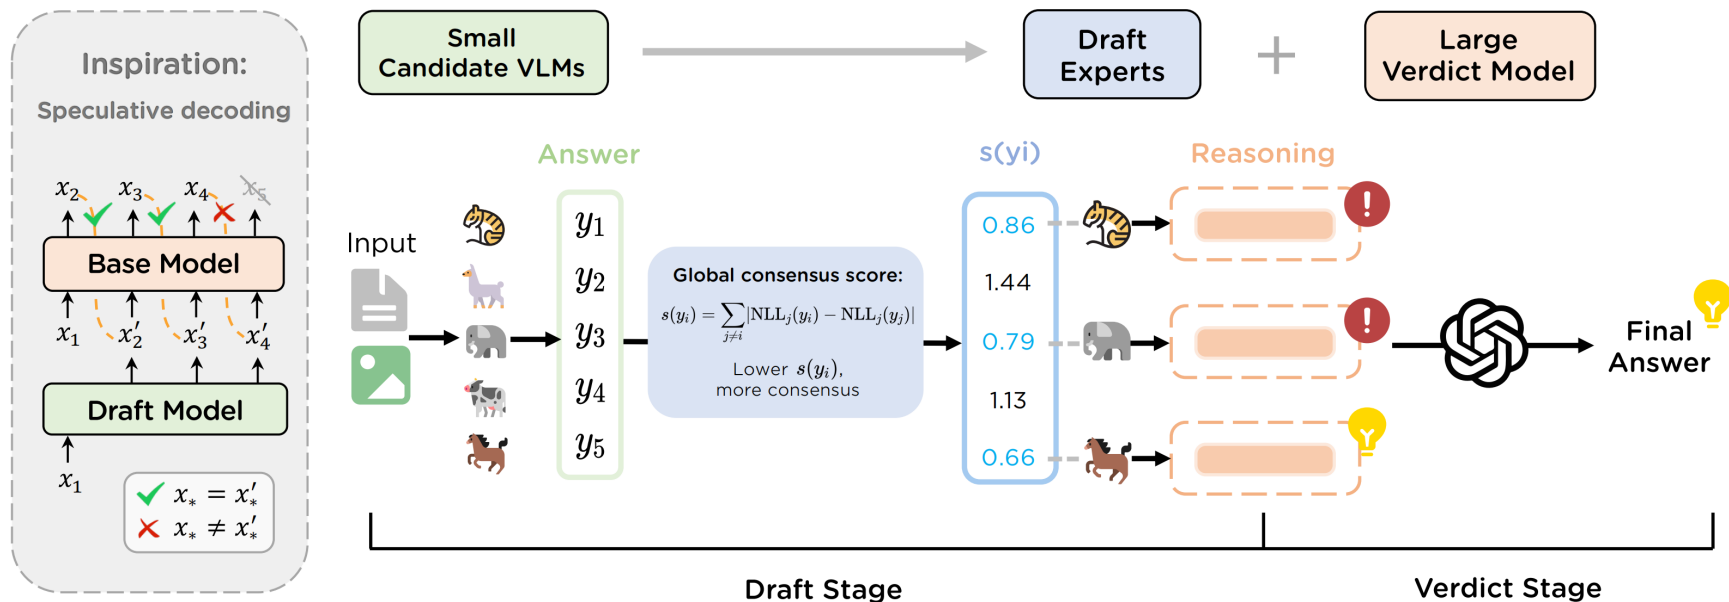 Inspiration:
Speculative decoding
x₂ x₃ x₄ x₅
Base Model
x₁ x′₂ x′₃ x′₄
Draft Model
x₁
x∗ = x′∗
x∗ ≠ x′∗
Small
Candidate VLMs
Draft
Experts
+
Large
Verdict Model
Answer
s(yi)
Reasoning
Input
y₁
y₂
y₃
y₄
y₅
Global consensus score:
s(yᵢ) = ∑_{j≠i} |NLLⱼ(yᵢ) − NLLⱼ(yⱼ)|
Lower s(yᵢ),
more consensus
0.86
1.44
0.79
1.13
0.66
!
!
Final
Answer
Draft Stage
Verdict Stage